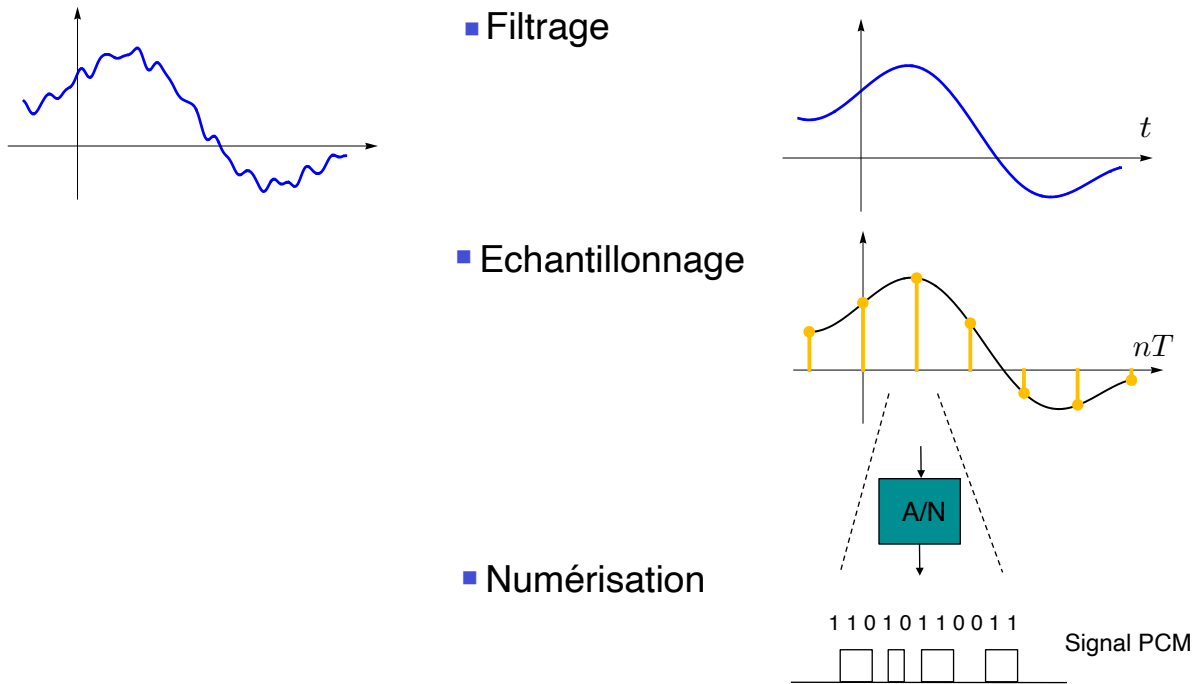 Filtrage
t
Echantillonnage
nT
A/N
Numérisation
1 1 0 1 0 1 1 0 0 1 1
Signal PCM